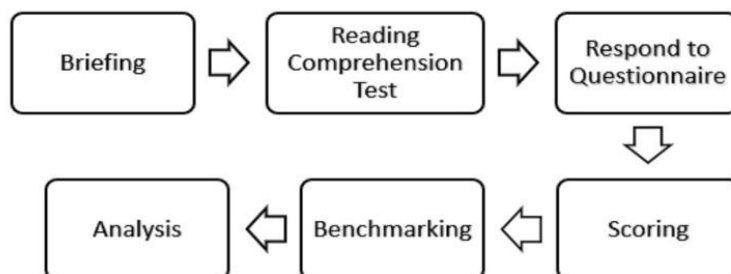 Briefing
Reading
Comprehension
Test
Respond to
Questionnaire
Scoring
Benchmarking
Analysis